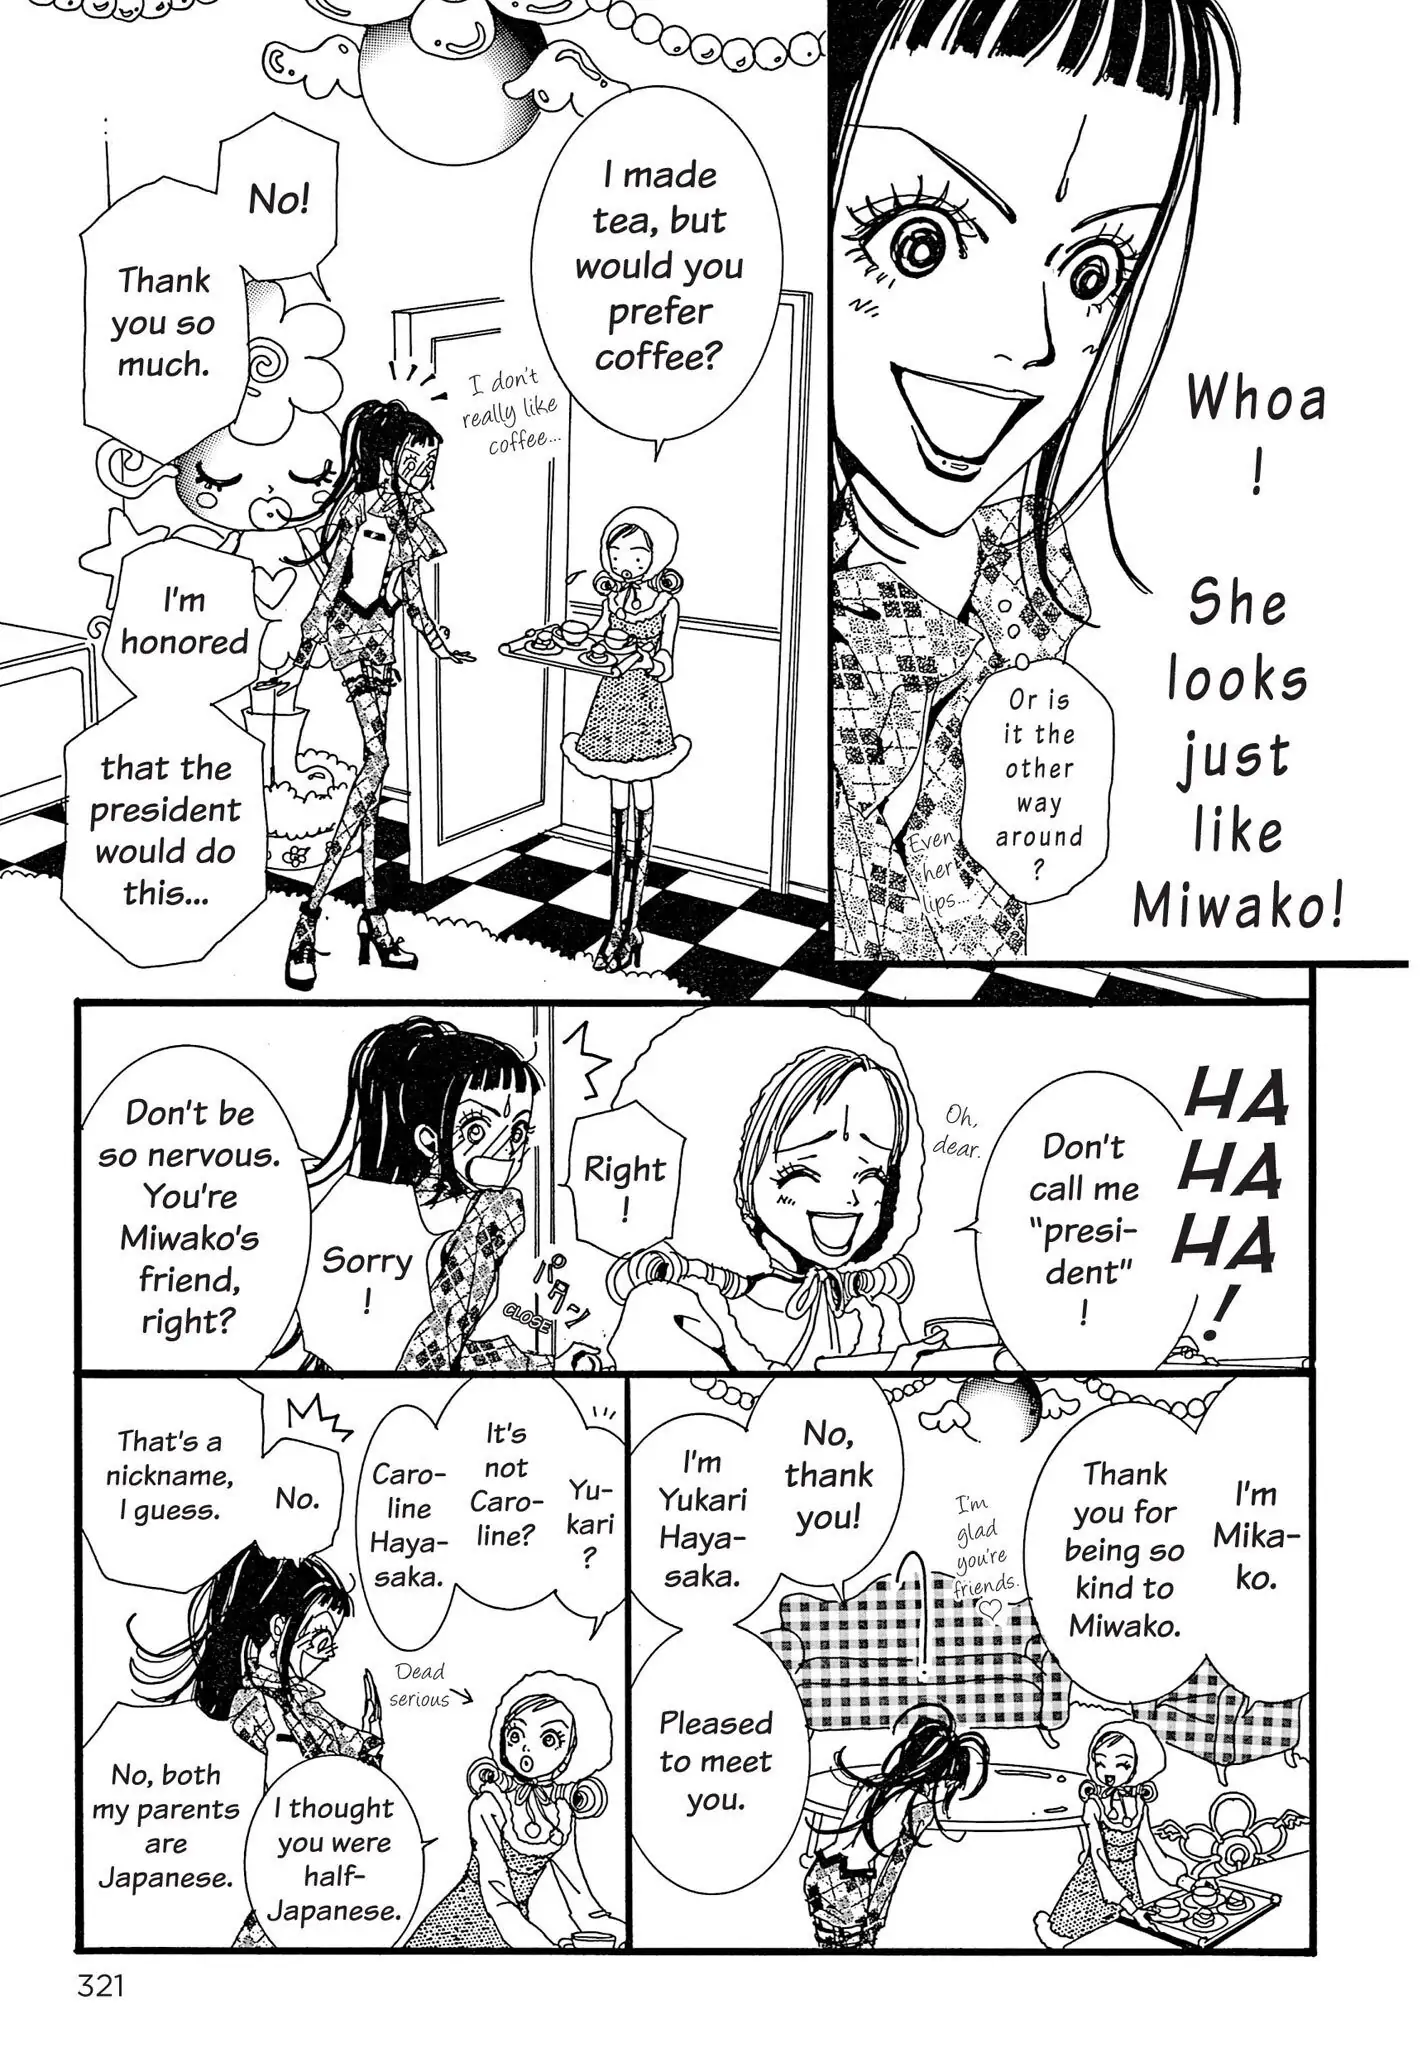 Whoa
!
She
looks
just
like
Miwako!
Or is
it the
other
way
around
?
Even
her
lips...
I made
tea, but
would you
prefer
coffee?
I don't
really like
coffee...
No!
Thank
you so
much.
I'm
honored
that the
president
would do
this...
HA
HA
HA
HA
HA
!
Don't
call me
"presi-
dent"
!
Oh,
dear.
Right
!
Sorry
!
パタン
CLOSE
Don't be
so nervous.
You're
Miwako's
friend,
right?
I'm
Mika-
ko.
Thank
you for
being so
kind to
Miwako.
I'm
glad
you're
friends.
No,
thank
you!
I'm
Yukari
Haya-
saka.
Pleased
to meet
you.
Yu-
kari
?
It's
not
Caro-
line?
Caro-
line
Haya-
saka.
Dead
serious
No.
That's a
nickname,
I guess.
I thought
you were
half-
Japanese.
No, both
my parents
are
Japanese.
321